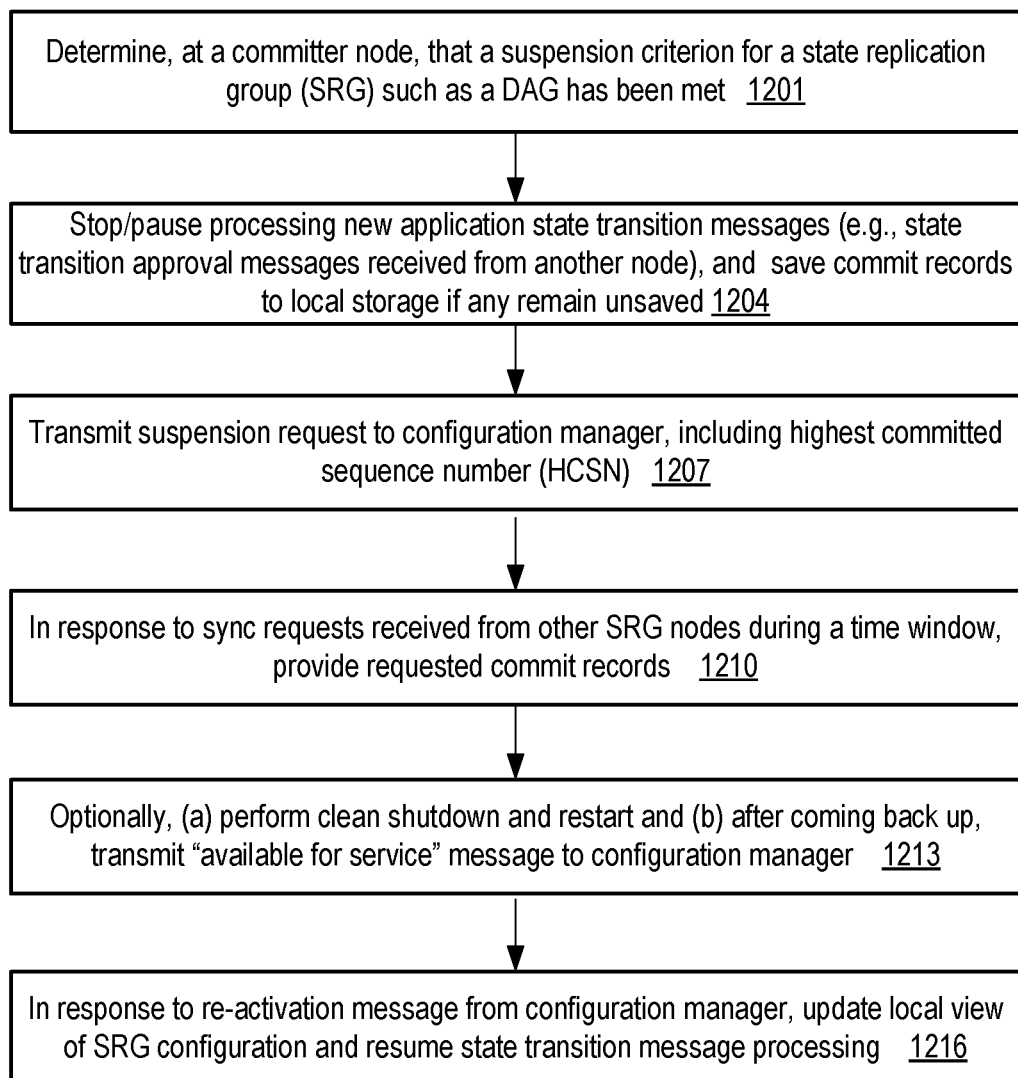 Determine, at a committer node, that a suspension criterion for a state replication
group (SRG) such as a DAG has been met 1201
Stop/pause processing new application state transition messages (e.g., state
transition approval messages received from another node), and save commit records
to local storage if any remain unsaved 1204
Transmit suspension request to configuration manager, including highest committed
sequence number (HCSN) 1207
In response to sync requests received from other SRG nodes during a time window,
provide requested commit records 1210
Optionally, (a) perform clean shutdown and restart and (b) after coming back up,
transmit “available for service” message to configuration manager 1213
In response to re-activation message from configuration manager, update local view
of SRG configuration and resume state transition message processing 1216